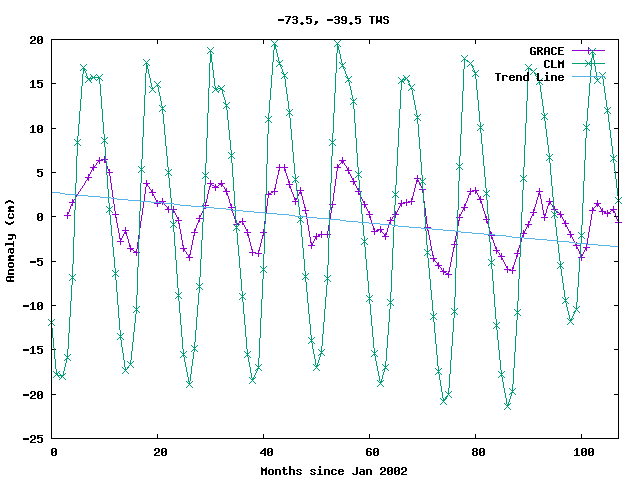 -73.5, -39.5 TWS
GRACE
CLM
Trend Line
20
15
10
5
0
-5
-10
-15
-20
-25
Anomaly (cm)
0 20 40 60 80 100
Months since Jan 2002